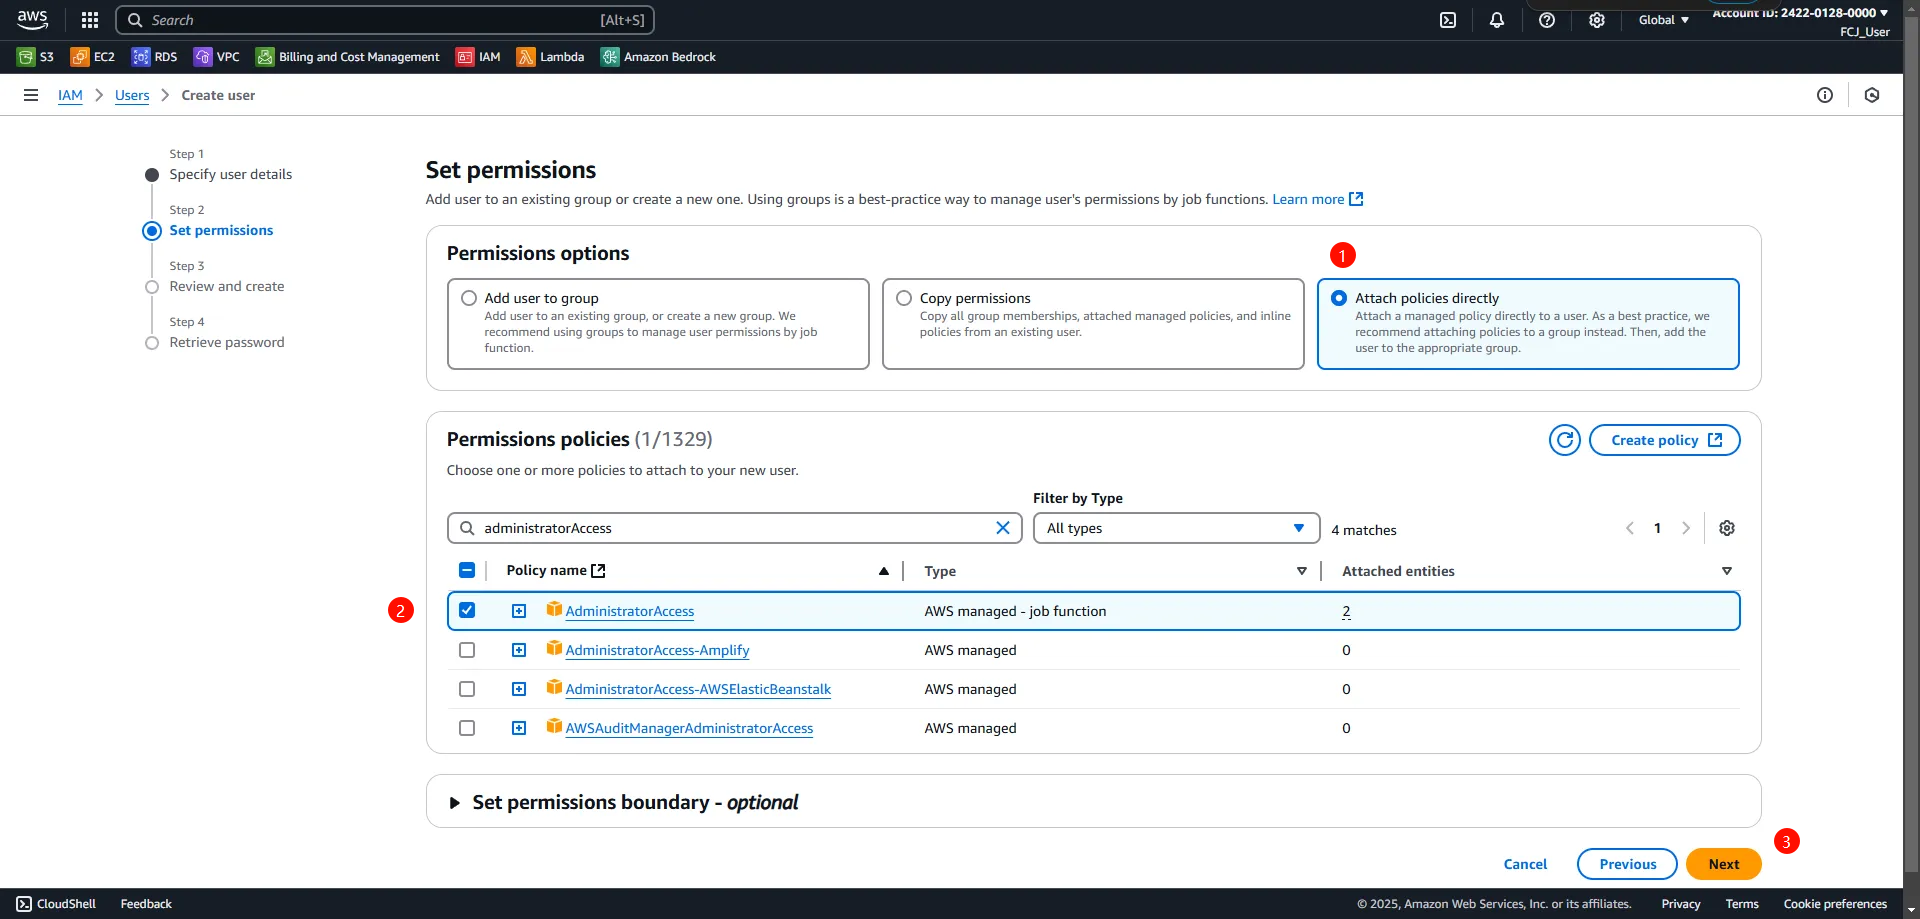 aws
Search
[Alt+S]
Global
Account ID: 2422-0128-0000
FCJ_User
S3
EC2
RDS
VPC
Billing and Cost Management
IAM
Lambda
Amazon Bedrock
IAM
Users
Create user
Step 1
Specify user details
Step 2
Set permissions
Step 3
Review and create
Step 4
Retrieve password
Set permissions
Add user to an existing group or create a new one. Using groups is a best-practice way to manage user's permissions by job functions. Learn more
Permissions options
1
Add user to group
Add user to an existing group, or create a new group. We
recommend using groups to manage user permissions by job
function.
Copy permissions
Copy all group memberships, attached managed policies, and inline
policies from an existing user.
Attach policies directly
Attach a managed policy directly to a user. As a best practice, we
recommend attaching policies to a group instead. Then, add the
user to the appropriate group.
Permissions policies (1/1329)
Create policy
Choose one or more policies to attach to your new user.
Filter by Type
administratorAccess
All types
4 matches
1
Policy name
Type
Attached entities
2
AdministratorAccess
AWS managed - job function
2
AdministratorAccess-Amplify
AWS managed
0
AdministratorAccess-AWSElasticBeanstalk
AWS managed
0
AWSAuditManagerAdministratorAccess
AWS managed
0
Set permissions boundary - optional
3
Cancel
Previous
Next
CloudShell
Feedback
© 2025, Amazon Web Services, Inc. or its affiliates.
Privacy
Terms
Cookie preferences